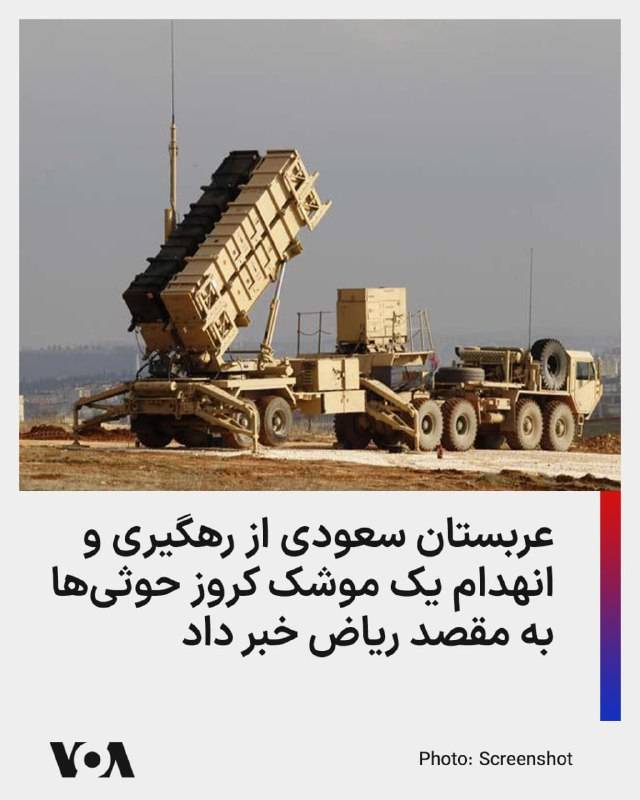 عربستان سعودی از رهگیری و
انهدام یک موشک کروز حوثی‌ها
به مقصد ریاض خبر داد
VOA
Photo: Screenshot